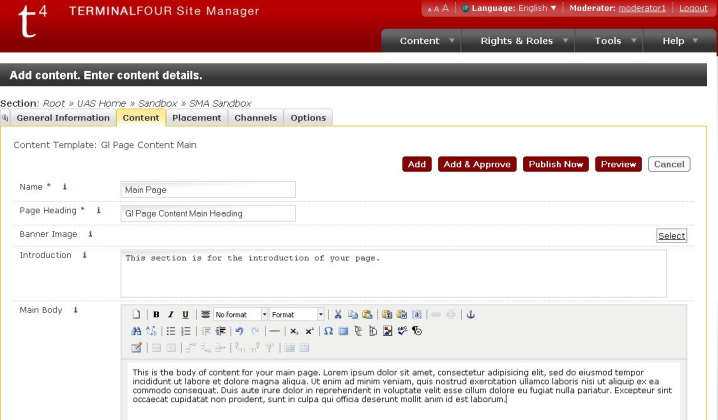 t4 TERMINALFOUR Site Manager
A A A Language: English ▼ Moderator: moderator1 Logout
Content ▼ Rights & Roles ▼ Tools ▼ Help ▼
Add content. Enter content details.
Section: Root » UAS Home » Sandbox » SMA Sandbox
General Information Content Placement Channels Options
Content Template: GI Page Content Main
Add Add & Approve Publish Now Preview Cancel
Name * i Main Page
Page Heading * i GI Page Content Main Heading
Banner Image i Select
Introduction i This section is for the introduction of your page.
Main Body i
B I U No format Format
This is the body of content for your main page. Lorem ipsum dolor sit amet, consectetur adipisicing elit, sed do eiusmod tempor
incididunt ut labore et dolore magna aliqua. Ut enim ad minim veniam, quis nostrud exercitation ullamco laboris nisi ut aliquip ex ea
commodo consequat. Duis aute irure dolor in reprehenderit in voluptate velit esse cillum dolore eu fugiat nulla pariatur. Excepteur sint
occaecat cupidatat non proident, sunt in culpa qui officia deserunt mollit anim id est laborum.